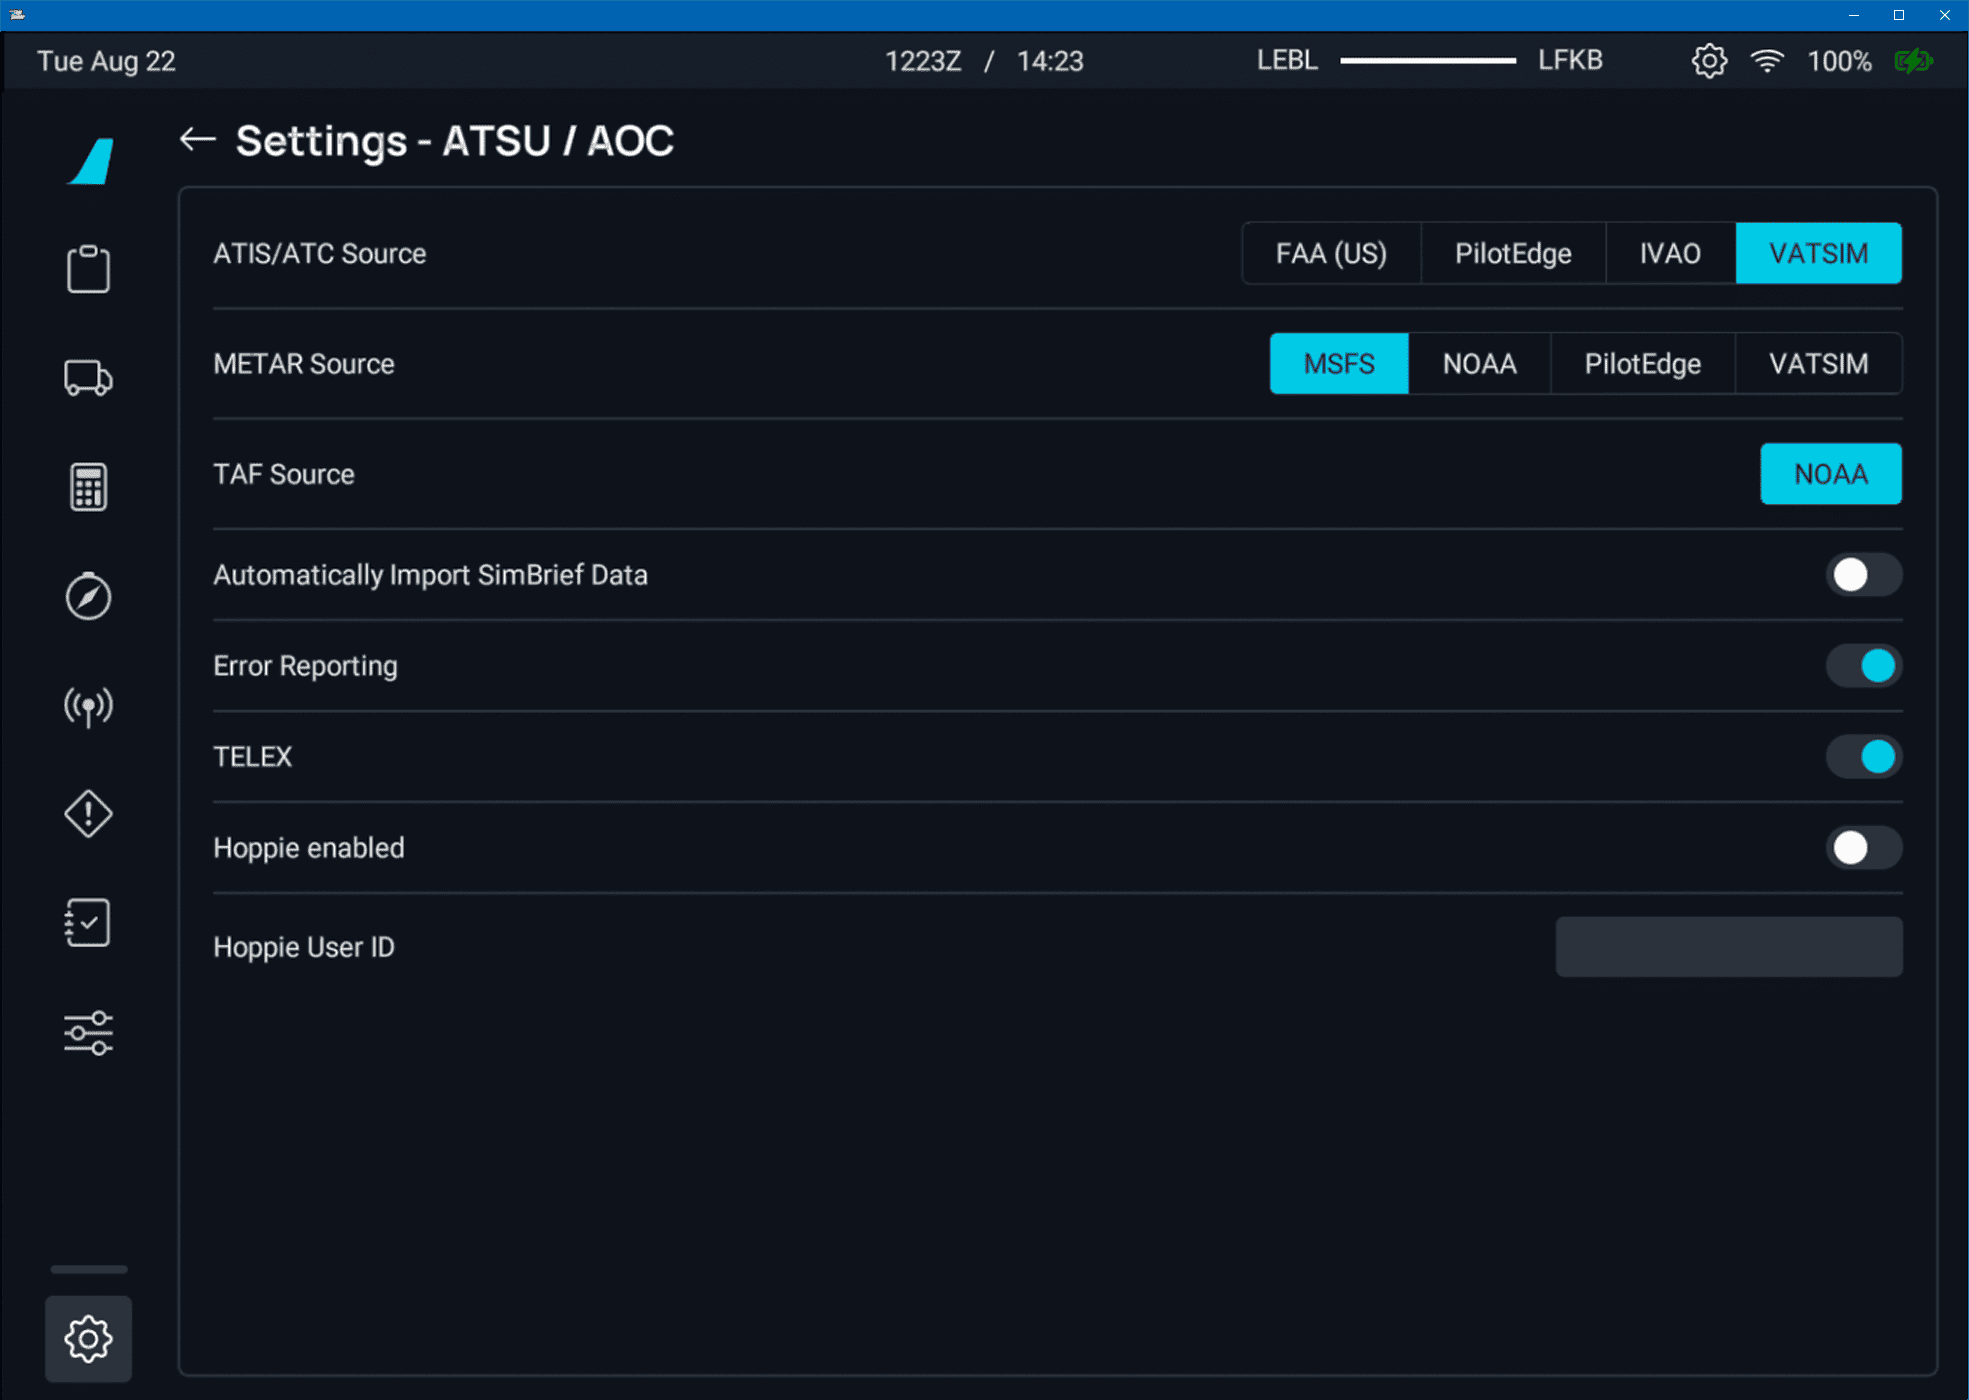 Tue Aug 22 1223Z / 14:23 LEBL LFKB 100%
Settings - ATSU / AOC
ATIS/ATC Source FAA (US) PilotEdge IVAO VATSIM
METAR Source MSFS NOAA PilotEdge VATSIM
TAF Source NOAA
Automatically Import SimBrief Data
Error Reporting
TELEX
Hoppie enabled
Hoppie User ID